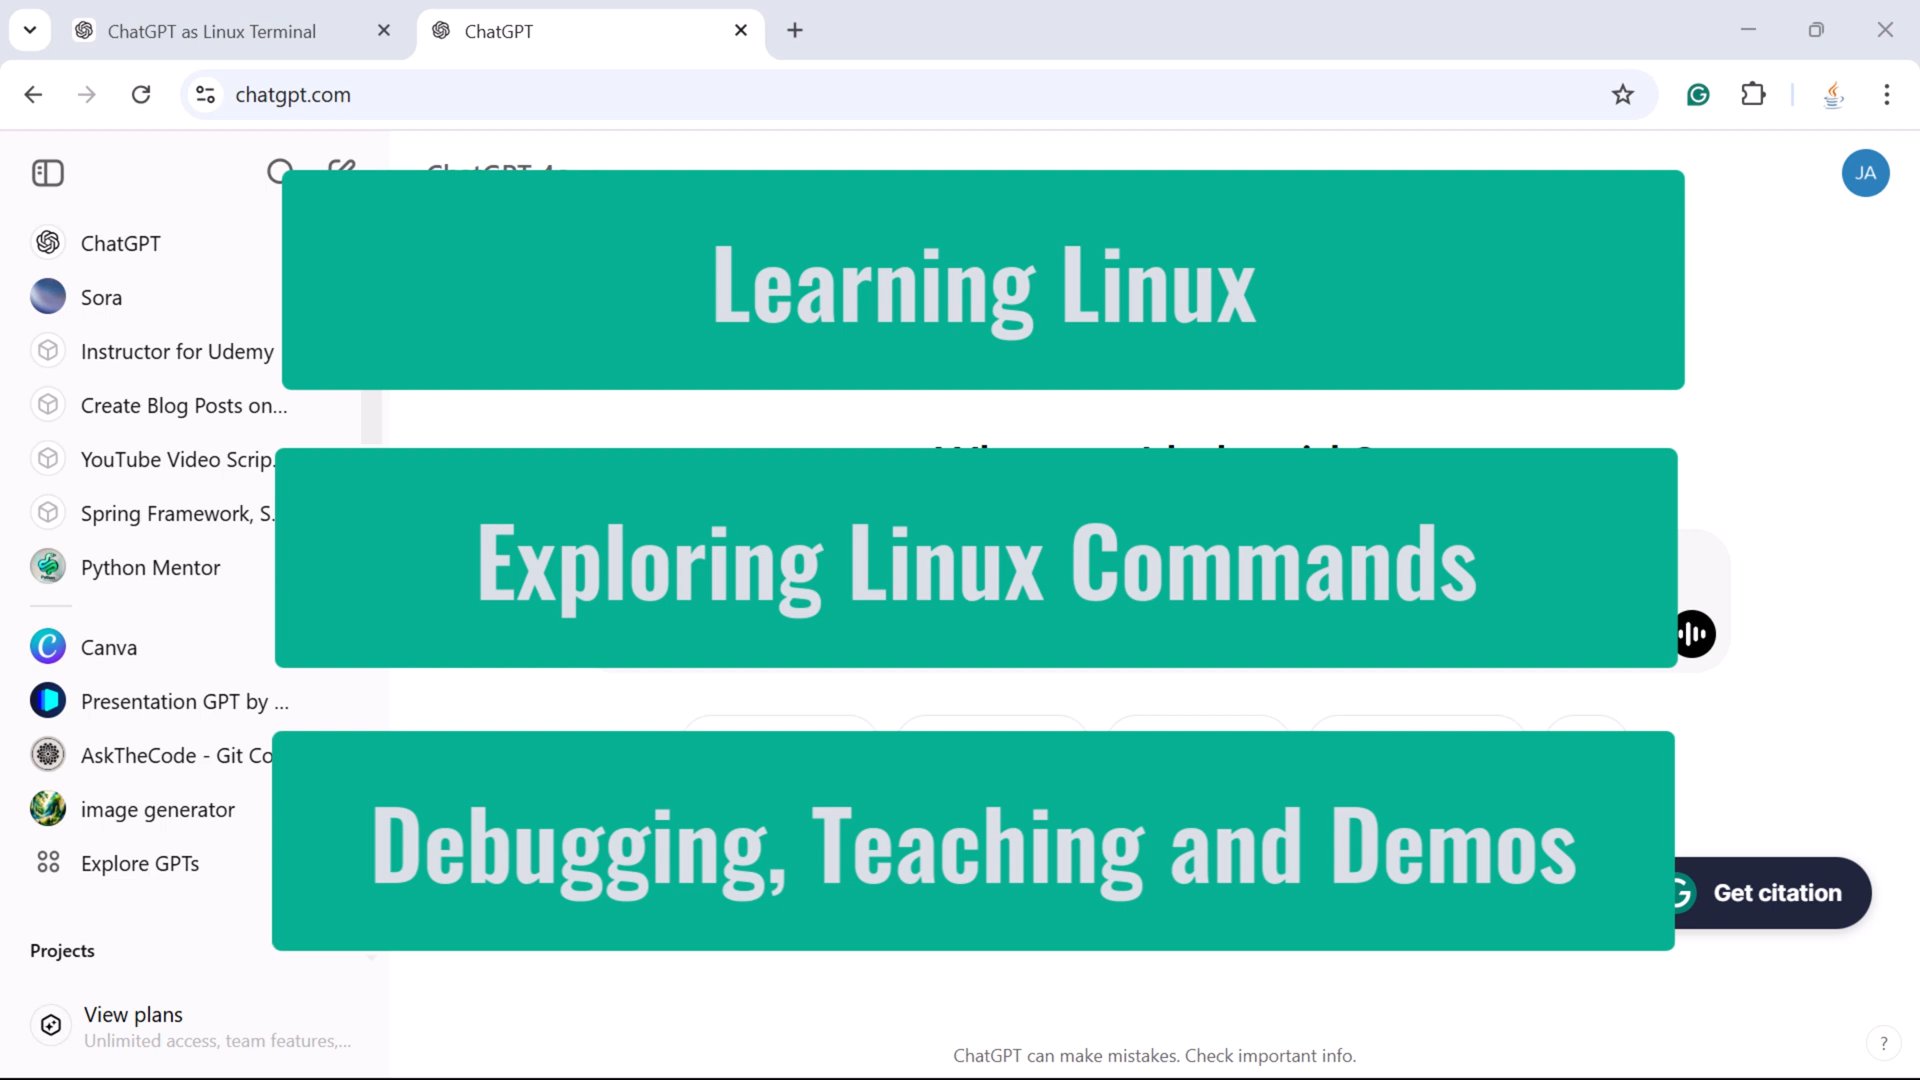 ChatGPT as Linux Terminal
ChatGPT
chatgpt.com
JA
ChatGPT
Sora
Instructor for Udemy
Create Blog Posts on...
YouTube Video Scrip.
Spring Framework, S.
Python Mentor
Canva
Presentation GPT by ...
AskTheCode - Git Co
image generator
Explore GPTs
Projects
View plans
Unlimited access, team features,...
Learning Linux
Exploring Linux Commands
Debugging, Teaching and Demos
Get citation
ChatGPT can make mistakes. Check important info.
?